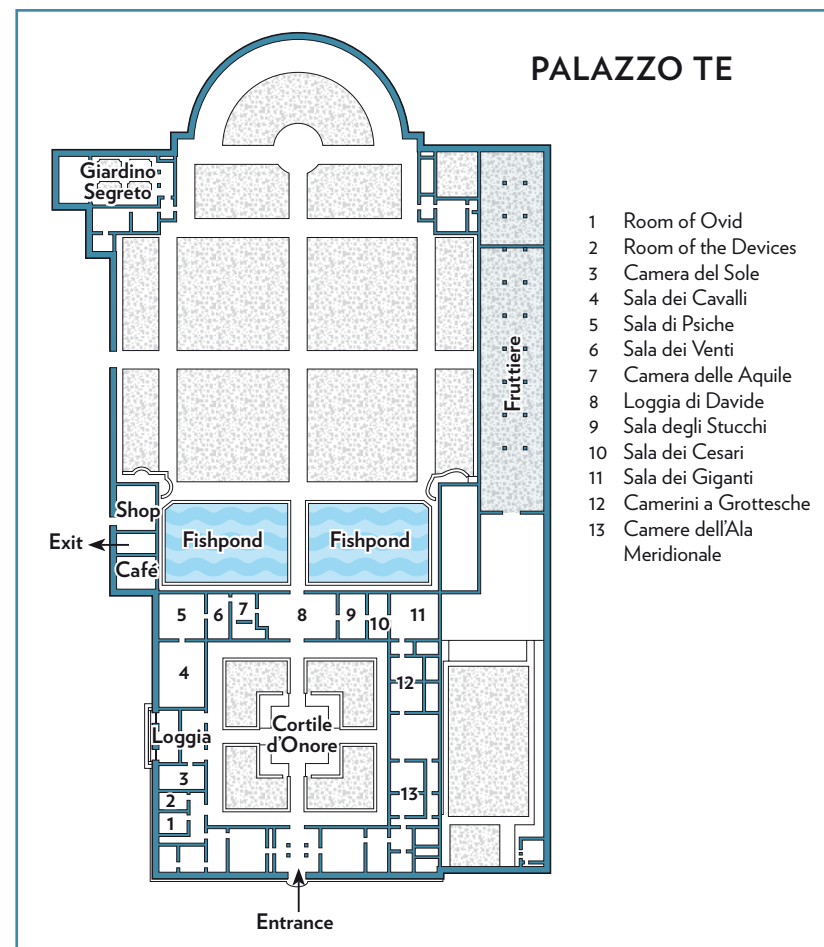 PALAZZO TE
Giardino
Segreto
Fruttiere
Shop
Exit
Café
Fishpond
Fishpond
5
6
7
8
9
10
11
4
12
Loggia
Cortile
d'Onore
3
2
1
13
Entrance
1 Room of Ovid
2 Room of the Devices
3 Camera del Sole
4 Sala dei Cavalli
5 Sala di Psiche
6 Sala dei Venti
7 Camera delle Aquile
8 Loggia di Davide
9 Sala degli Stucchi
10 Sala dei Cesari
11 Sala dei Giganti
12 Camerini a Grottesche
13 Camere dell'Ala
Meridionale